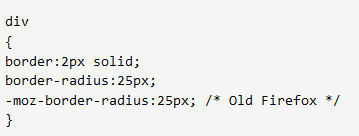 div
{
border:2px solid;
border-radius:25px;
-moz-border-radius:25px; /* Old Firefox */
}